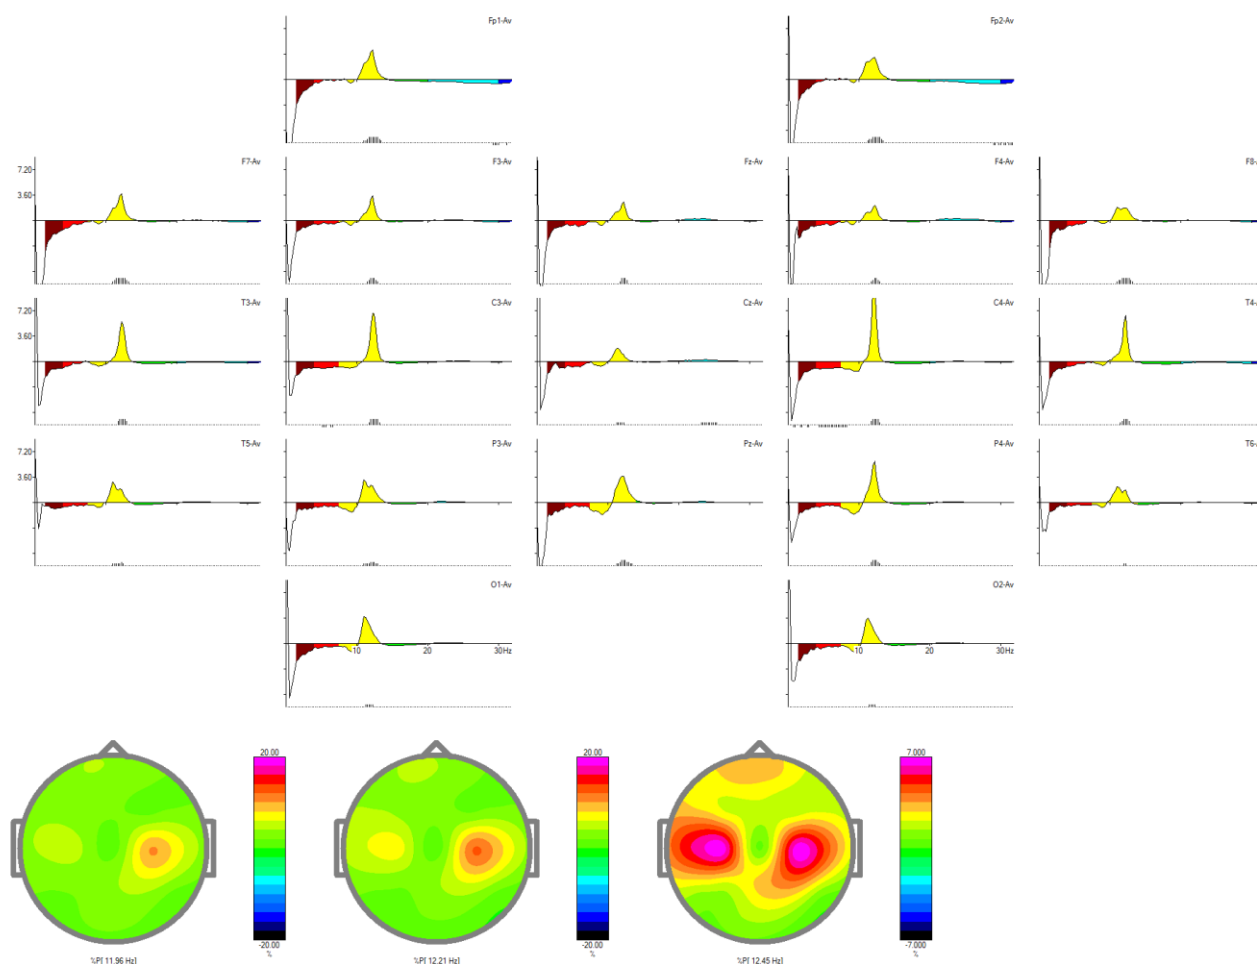 Fp1-Av
Fp2-Av
F7-Av
F3-Av
Fz-Av
F4-Av
F8-
7.20
3.60
T3-Av
C3-Av
Cz-Av
C4-Av
T4-
7.20
3.60
T5-Av
P3-Av
Pz-Av
P4-Av
T6-
7.20
3.60
O1-Av
O2-Av
10 20 30Hz
10 20 30Hz
20.00 20.00 7.000
-20.00 -20.00 -7.000
% % %
%P[ 11.96 Hz] %P[ 12.21 Hz] %P[ 12.45 Hz]